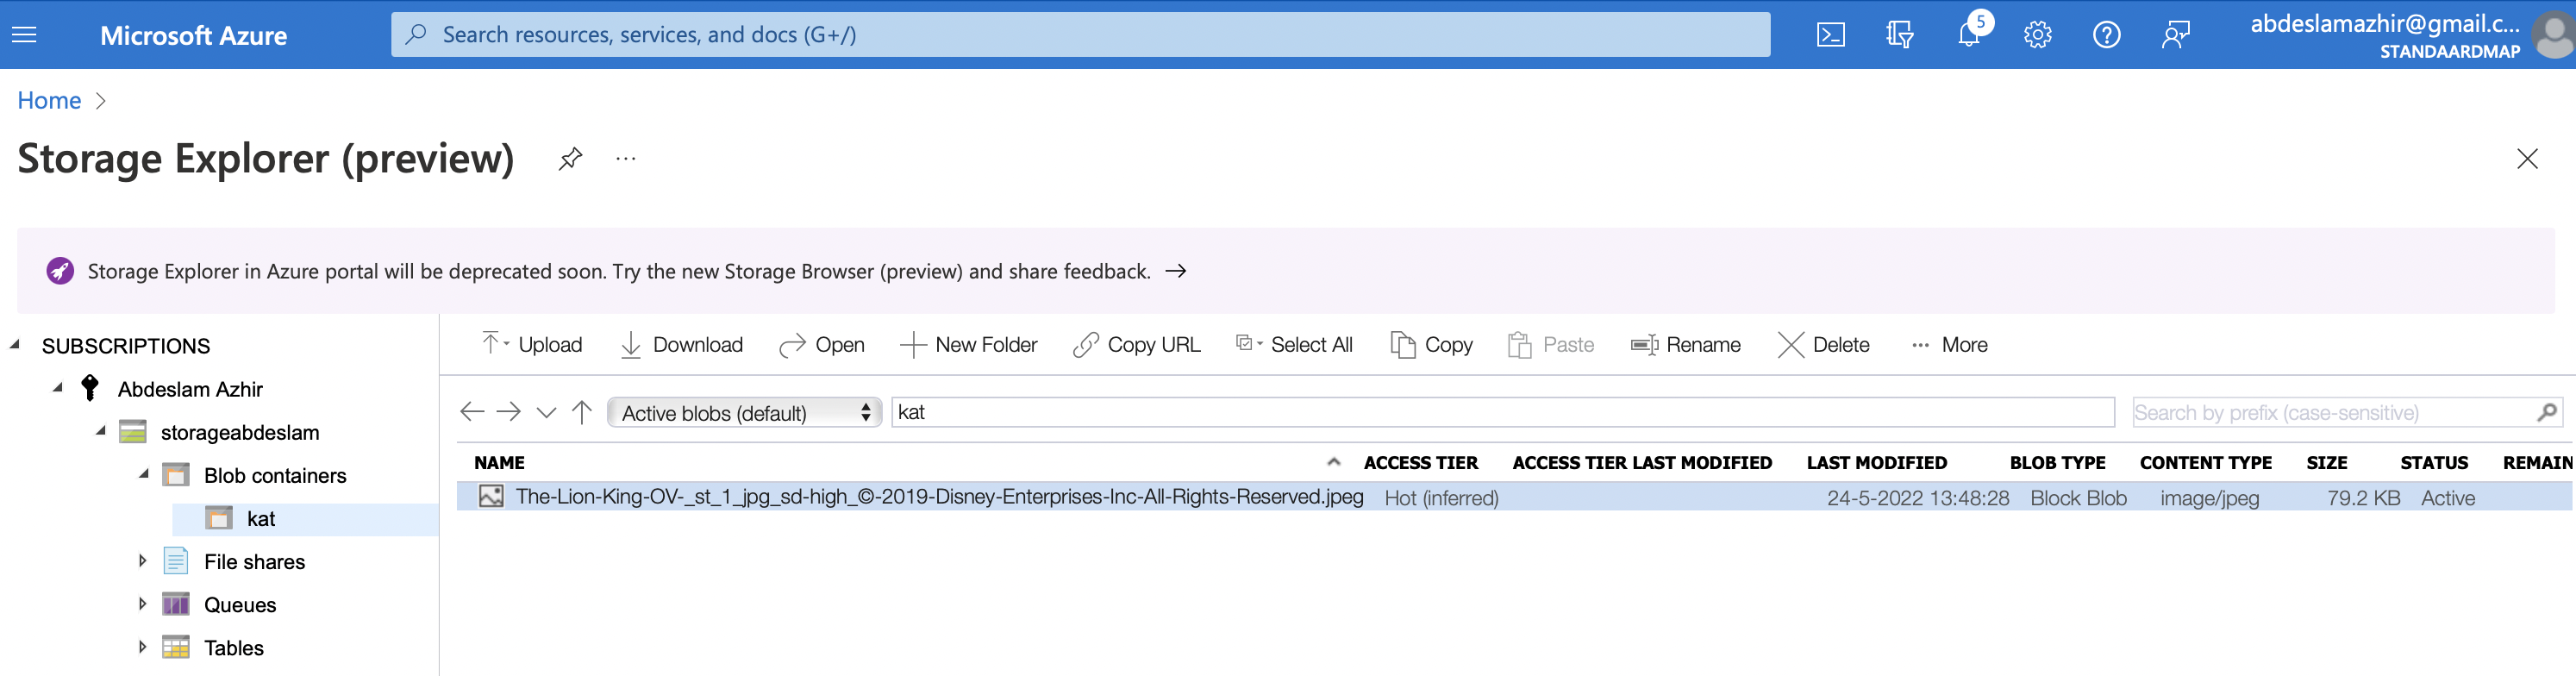 Microsoft Azure
Search resources, services, and docs (G+/)
5
abdeslamazhir@gmail.c...
STANDAARDMAP
Home
Storage Explorer (preview)
Storage Explorer in Azure portal will be deprecated soon. Try the new Storage Browser (preview) and share feedback. →
SUBSCRIPTIONS
Abdeslam Azhir
storageabdeslam
Blob containers
kat
File shares
Queues
Tables
Upload Download Open New Folder Copy URL Select All Copy Paste Rename Delete ... More
Active blobs (default) kat Search by prefix (case-sensitive)
NAME ACCESS TIER ACCESS TIER LAST MODIFIED LAST MODIFIED BLOB TYPE CONTENT TYPE SIZE STATUS REMAIN
The-Lion-King-OV-_st_1_jpg_sd-high_©-2019-Disney-Enterprises-Inc-All-Rights-Reserved.jpeg Hot (inferred) 24-5-2022 13:48:28 Block Blob image/jpeg 79.2 KB Active